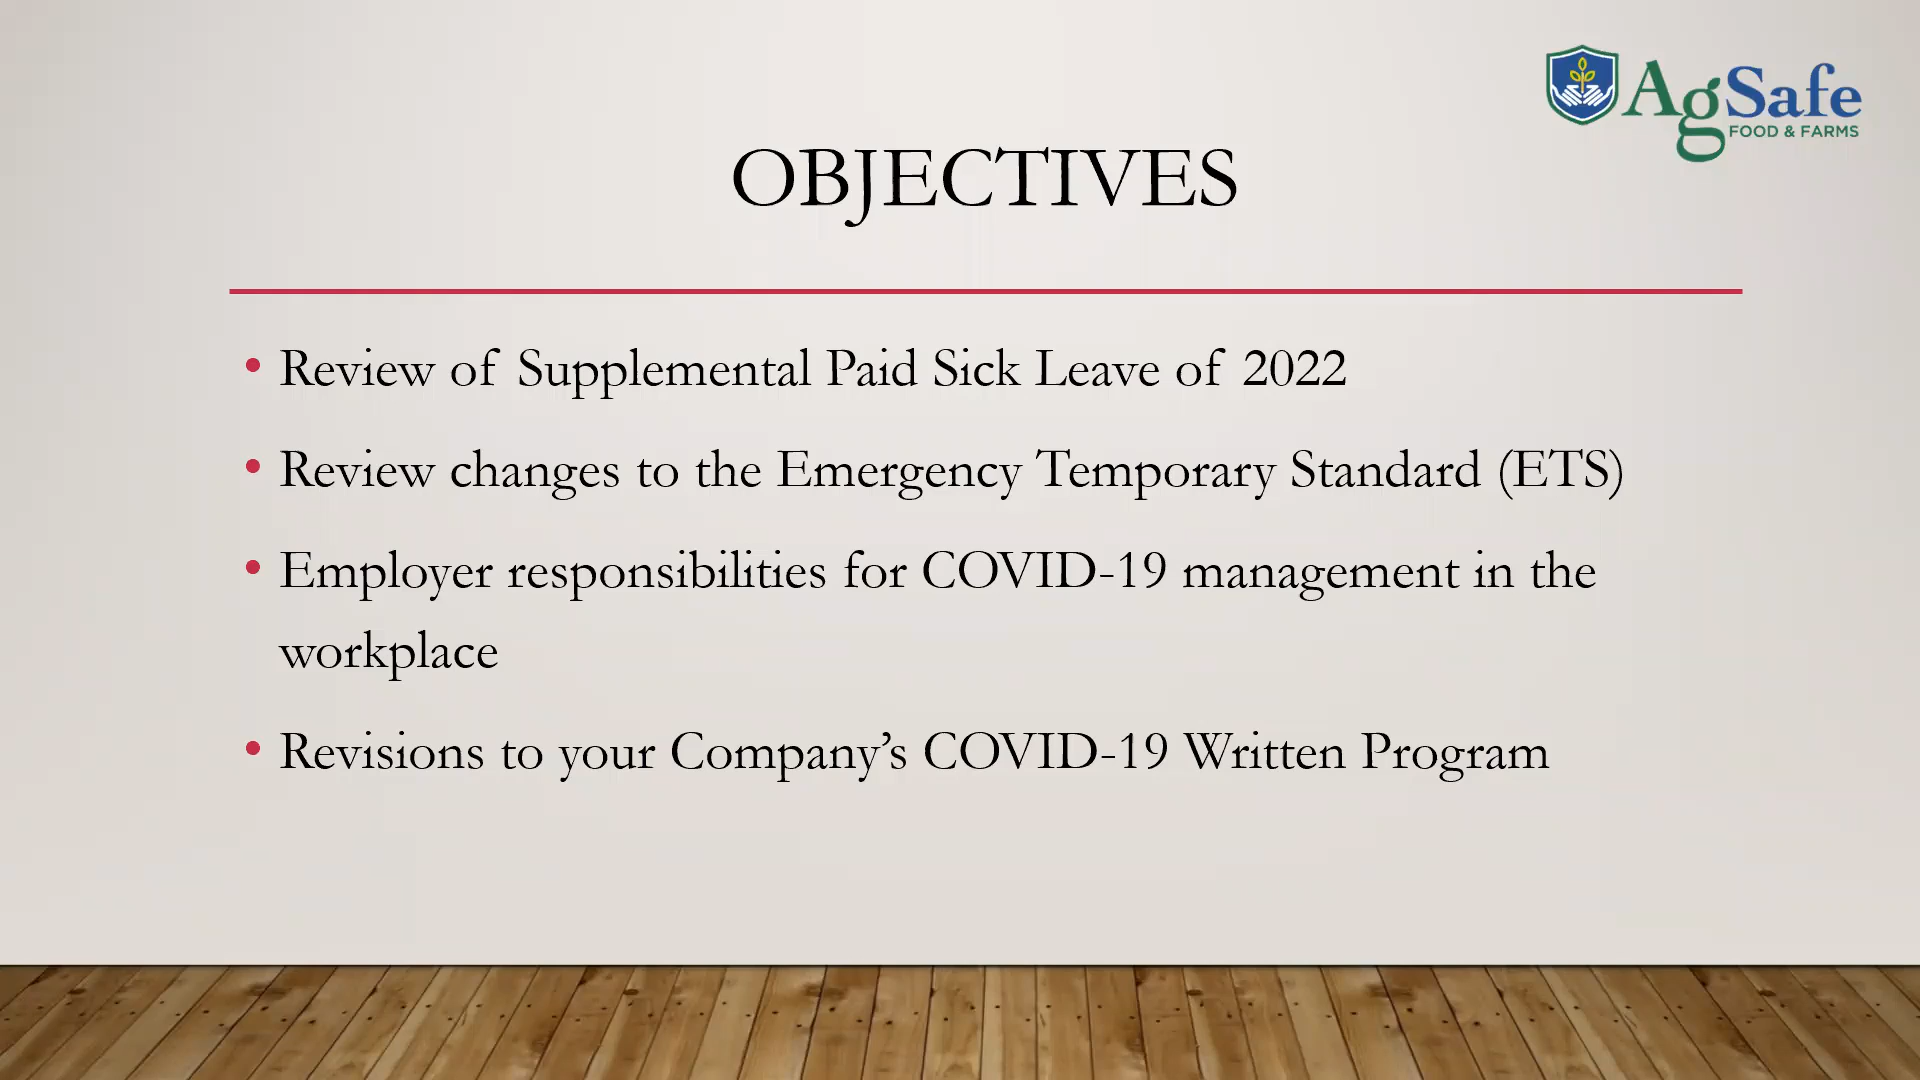 AgSafe
FOOD & FARMS
OBJECTIVES
• Review of Supplemental Paid Sick Leave of 2022
• Review changes to the Emergency Temporary Standard (ETS)
• Employer responsibilities for COVID-19 management in the
workplace
• Revisions to your Company’s COVID-19 Written Program